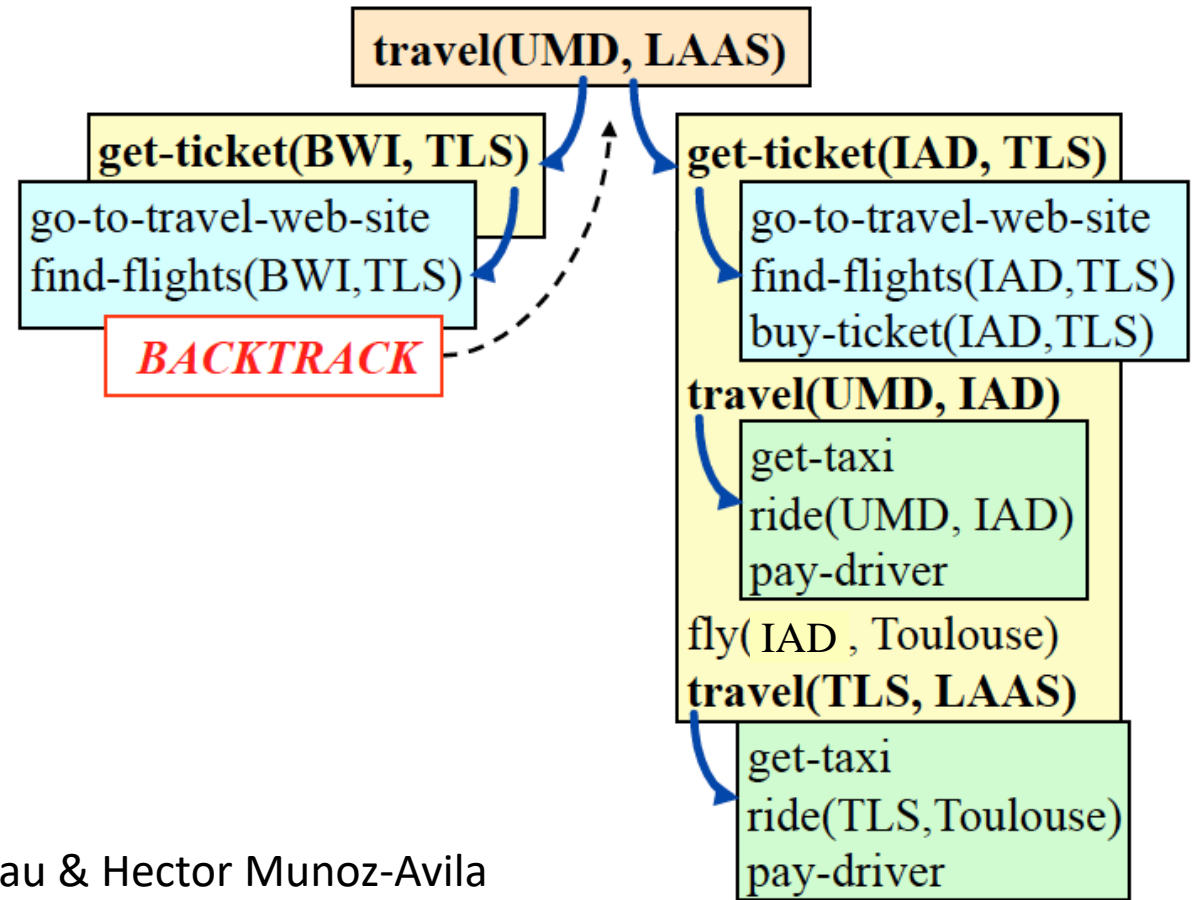 travel(UMD, LAAS)
get-ticket(BWI, TLS)
go-to-travel-web-site
find-flights(BWI,TLS)
BACKTRACK
get-ticket(IAD, TLS)
go-to-travel-web-site
find-flights(IAD,TLS)
buy-ticket(IAD,TLS)
travel(UMD, IAD)
get-taxi
ride(UMD, IAD)
pay-driver
fly( IAD , Toulouse)
travel(TLS, LAAS)
get-taxi
ride(TLS,Toulouse)
pay-driver
au & Hector Munoz-Avila